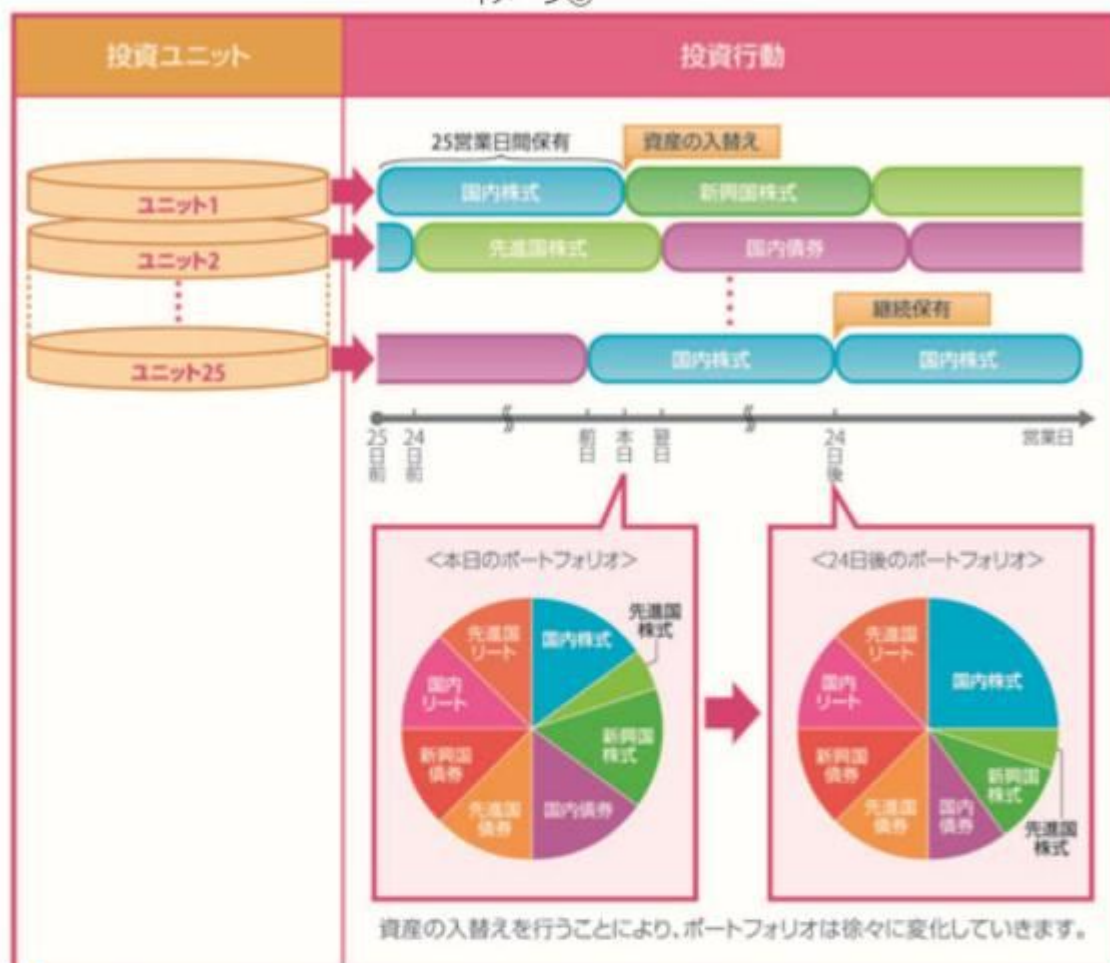 投資ユニット
投資行動
25営業日間保有
資産の入替え
ユニット1
国内株式
新興国株式
ユニット2
先進国株式
国内債券
継続保有
ユニット25
国内株式
国内株式
25日前
24日前
前日
本日
翌日
24日後
営業日
<本日のポートフォリオ>
国内株式
先進国
株式
新興国
株式
国内債券
先進国
債券
新興国
債券
国内
リート
先進国
リート
<24日後のポートフォリオ>
国内株式
先進国
株式
新興国
株式
国内
債券
先進国
債券
新興国
債券
国内
リート
先進国
リート
資産の入替えを行うことにより、ポートフォリオは徐々に変化していきます。